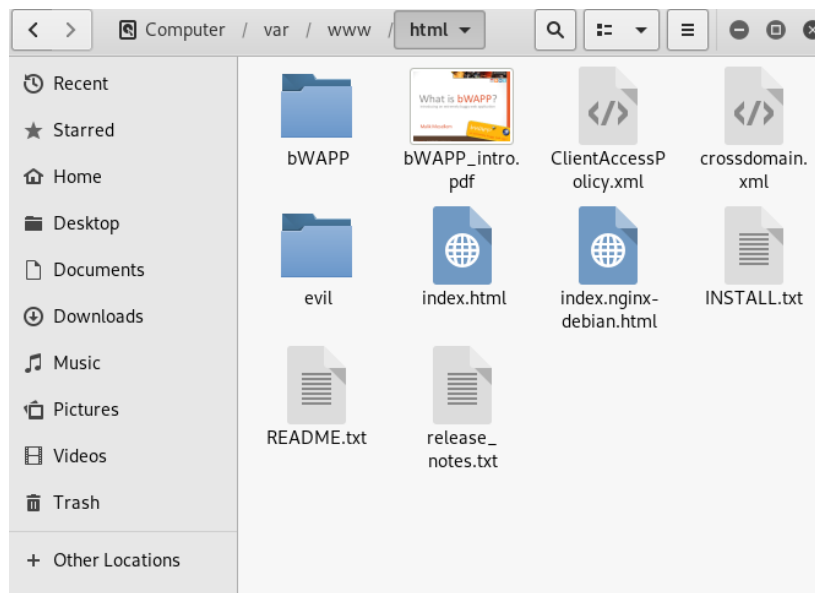 Computer / var / www / html
Recent
Starred
Home
Desktop
Documents
Downloads
Music
Pictures
Videos
Trash
+ Other Locations
What is bWAPP?
bWAPP
bWAPP_intro.
pdf
ClientAccessP
olicy.xml
crossdomain.
xml
evil
index.html
index.nginx-
debian.html
INSTALL.txt
README.txt
release_
notes.txt